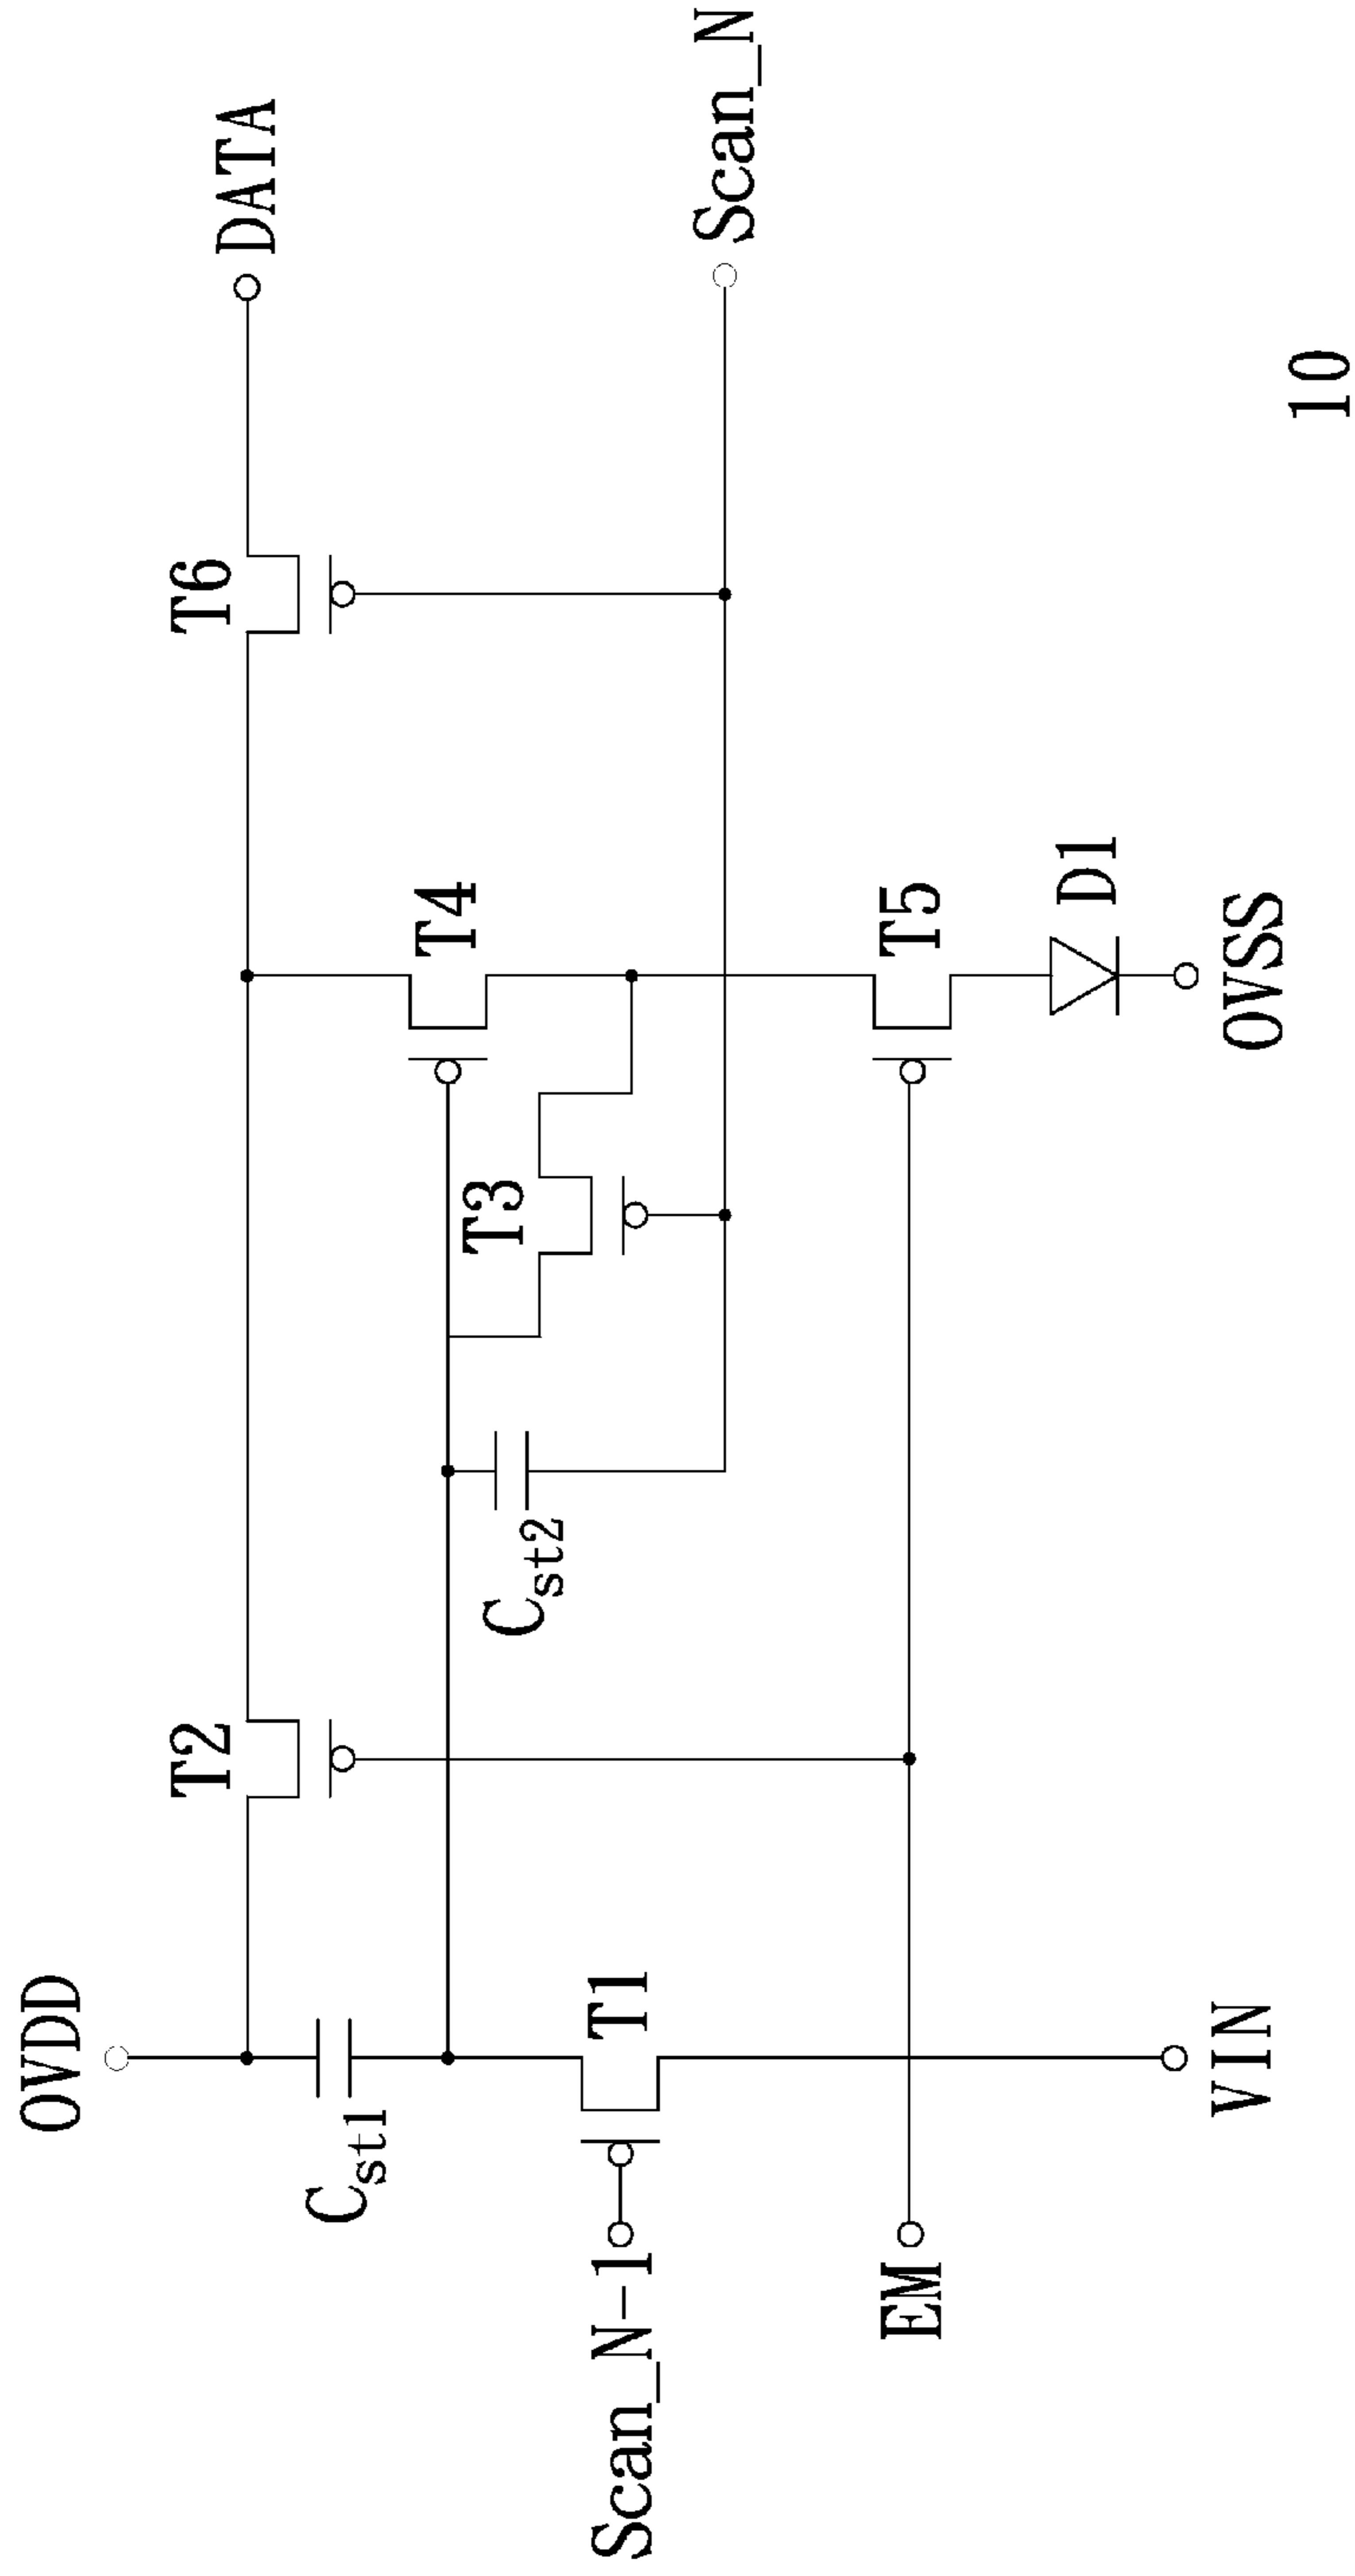 OVDD
T2
T6
DATA
Cst1
T4
T3
Cst2
T1
Scan_N-1
Scan_N
EM
T5
D1
VIN
OVSS
10